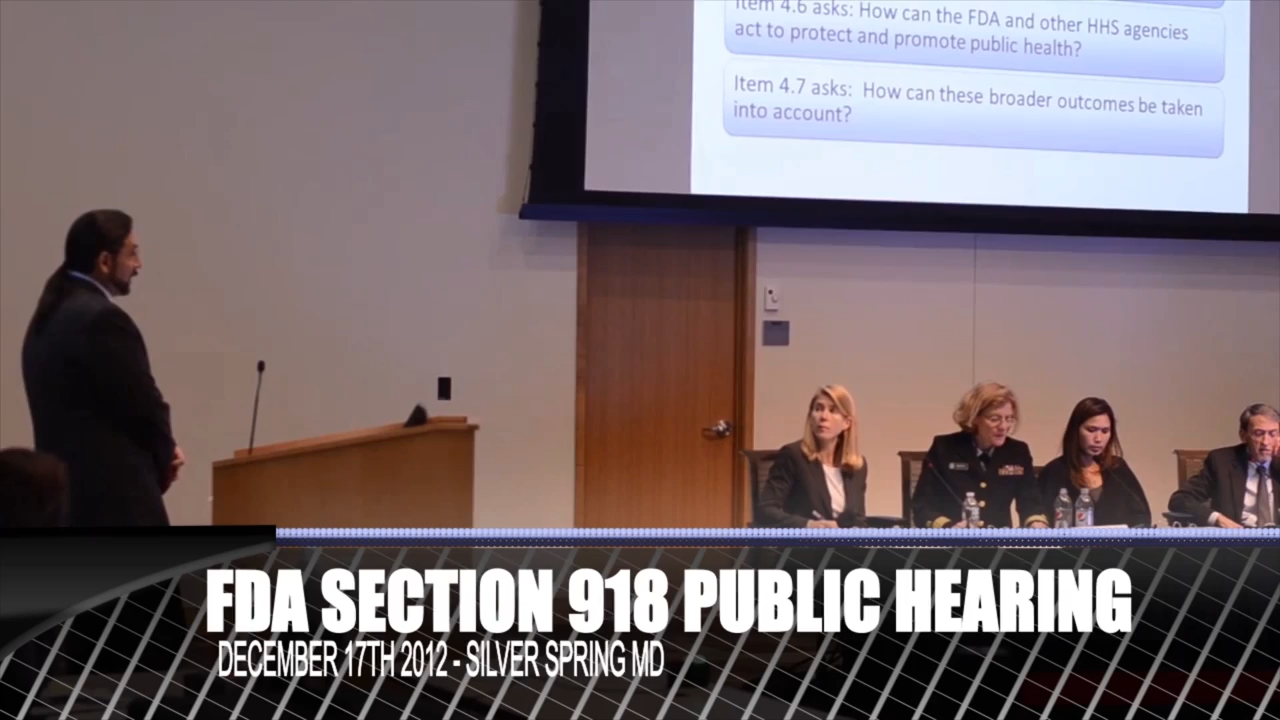 Item 4.6 asks: How can the FDA and other HHS agencies
act to protect and promote public health?
Item 4.7 asks:  How can these broader outcomes be taken
into account?
FDA SECTION 918 PUBLIC HEARING
DECEMBER 17TH 2012 - SILVER SPRING MD